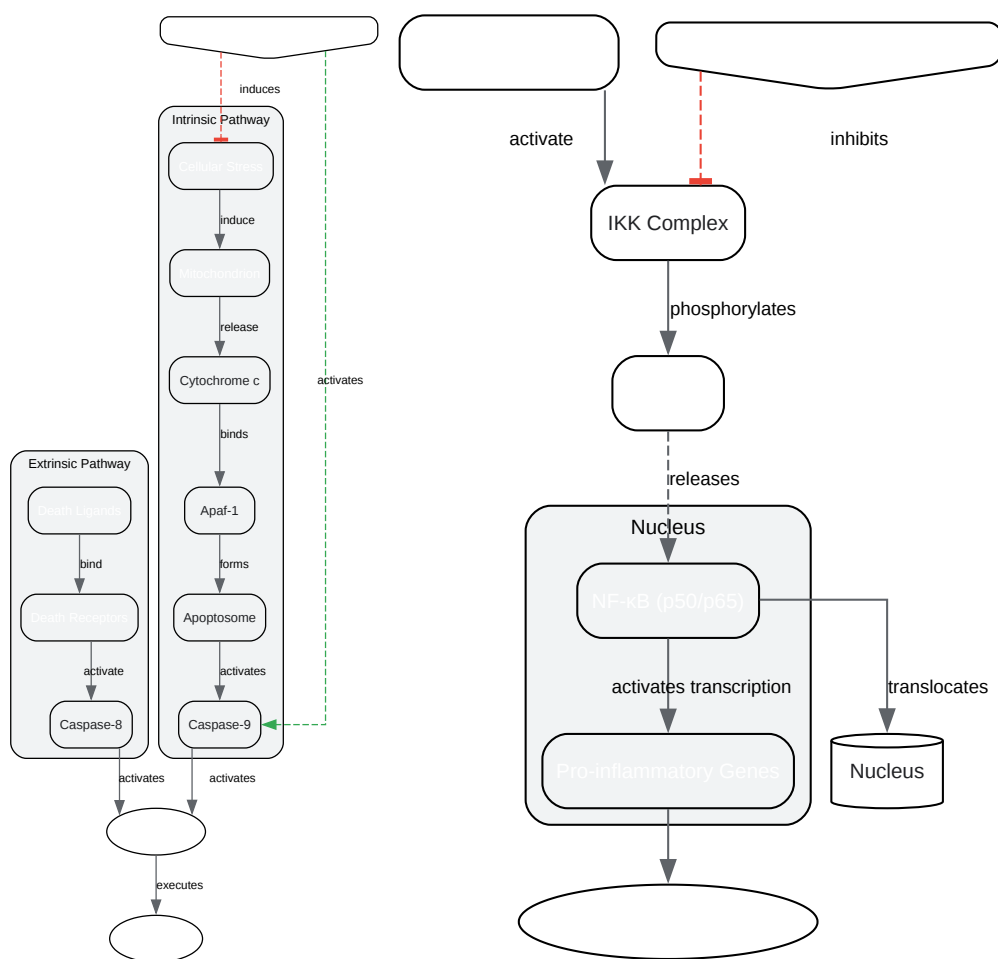 induces
Intrinsic Pathway
Cellular Stress
induce
Mitochondrion
release
Cytochrome c
activates
binds
Extrinsic Pathway
Death Ligands
Apaf-1
bind
forms
Death Receptors
Apoptosome
activate
activates
Caspase-8
Caspase-9
activates
activates
executes
activate
inhibits
IKK Complex
phosphorylates
releases
Nucleus
NF-κB (p50/p65)
activates transcription
translocates
Pro-inflammatory Genes
Nucleus